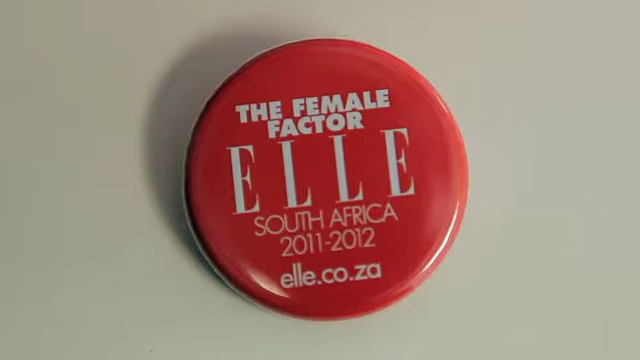 THE FEMALE
FACTOR
ELLE
SOUTH AFRICA
2011-2012
elle.co.za